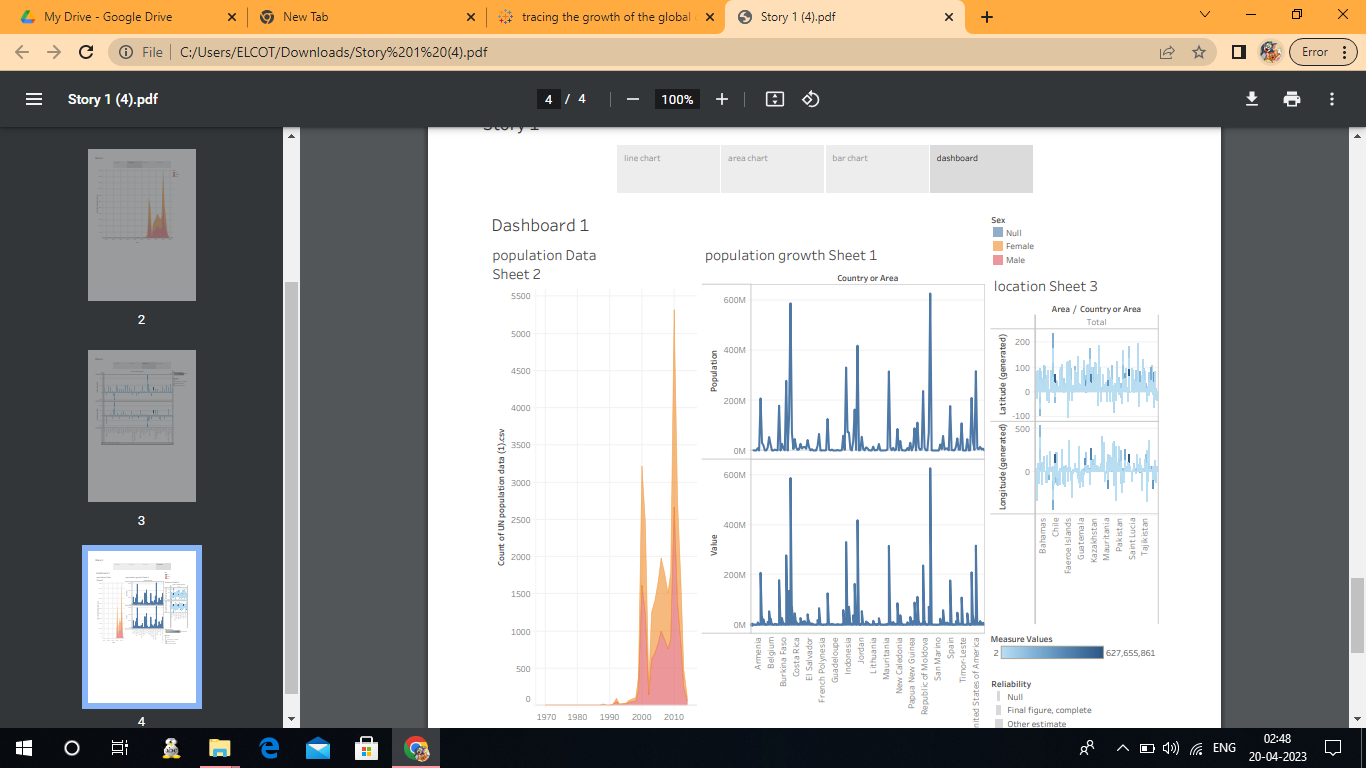 My Drive - Google Drive
New Tab
tracing the growth of the global
Story 1 (4).pdf
File
C:/Users/ELCOT/Downloads/Story%201%20(4).pdf
Error
Story 1 (4).pdf
4 / 4
100%
2
3
4
Story 1
line chart
area chart
bar chart
dashboard
Dashboard 1
population Data
Sheet 2
5500
5000
4500
4000
3500
3000
2500
2000
1500
1000
500
0
Count of UN population data (1).csv
1970 1980 1990 2000 2010
population growth Sheet 1
Country or Area
600M
400M
200M
0M
Population
600M
400M
200M
0M
Value
Armenia
Belgium
Burkina Faso
Costa Rica
El Salvador
French Polynesia
Guadeloupe
Indonesia
Jordan
Lithuania
Mauritania
New Caledonia
Papua New Guinea
Republic of Moldova
San Marino
Spain
Timor-Leste
nited States of America
Sex
Null
Female
Male
location Sheet 3
Area / Country or Area
Total
200
100
0
-100
Latitude (generated)
500
0
Longitude (generated)
Bahamas
Chile
Faeroe Islands
Guatemala
Kazakhstan
Mauritania
Pakistan
Saint Lucia
Tajikistan
Measure Values
2
627,655,861
Reliability
Null
Final figure, complete
Other estimate
ENG
02:48
20-04-2023